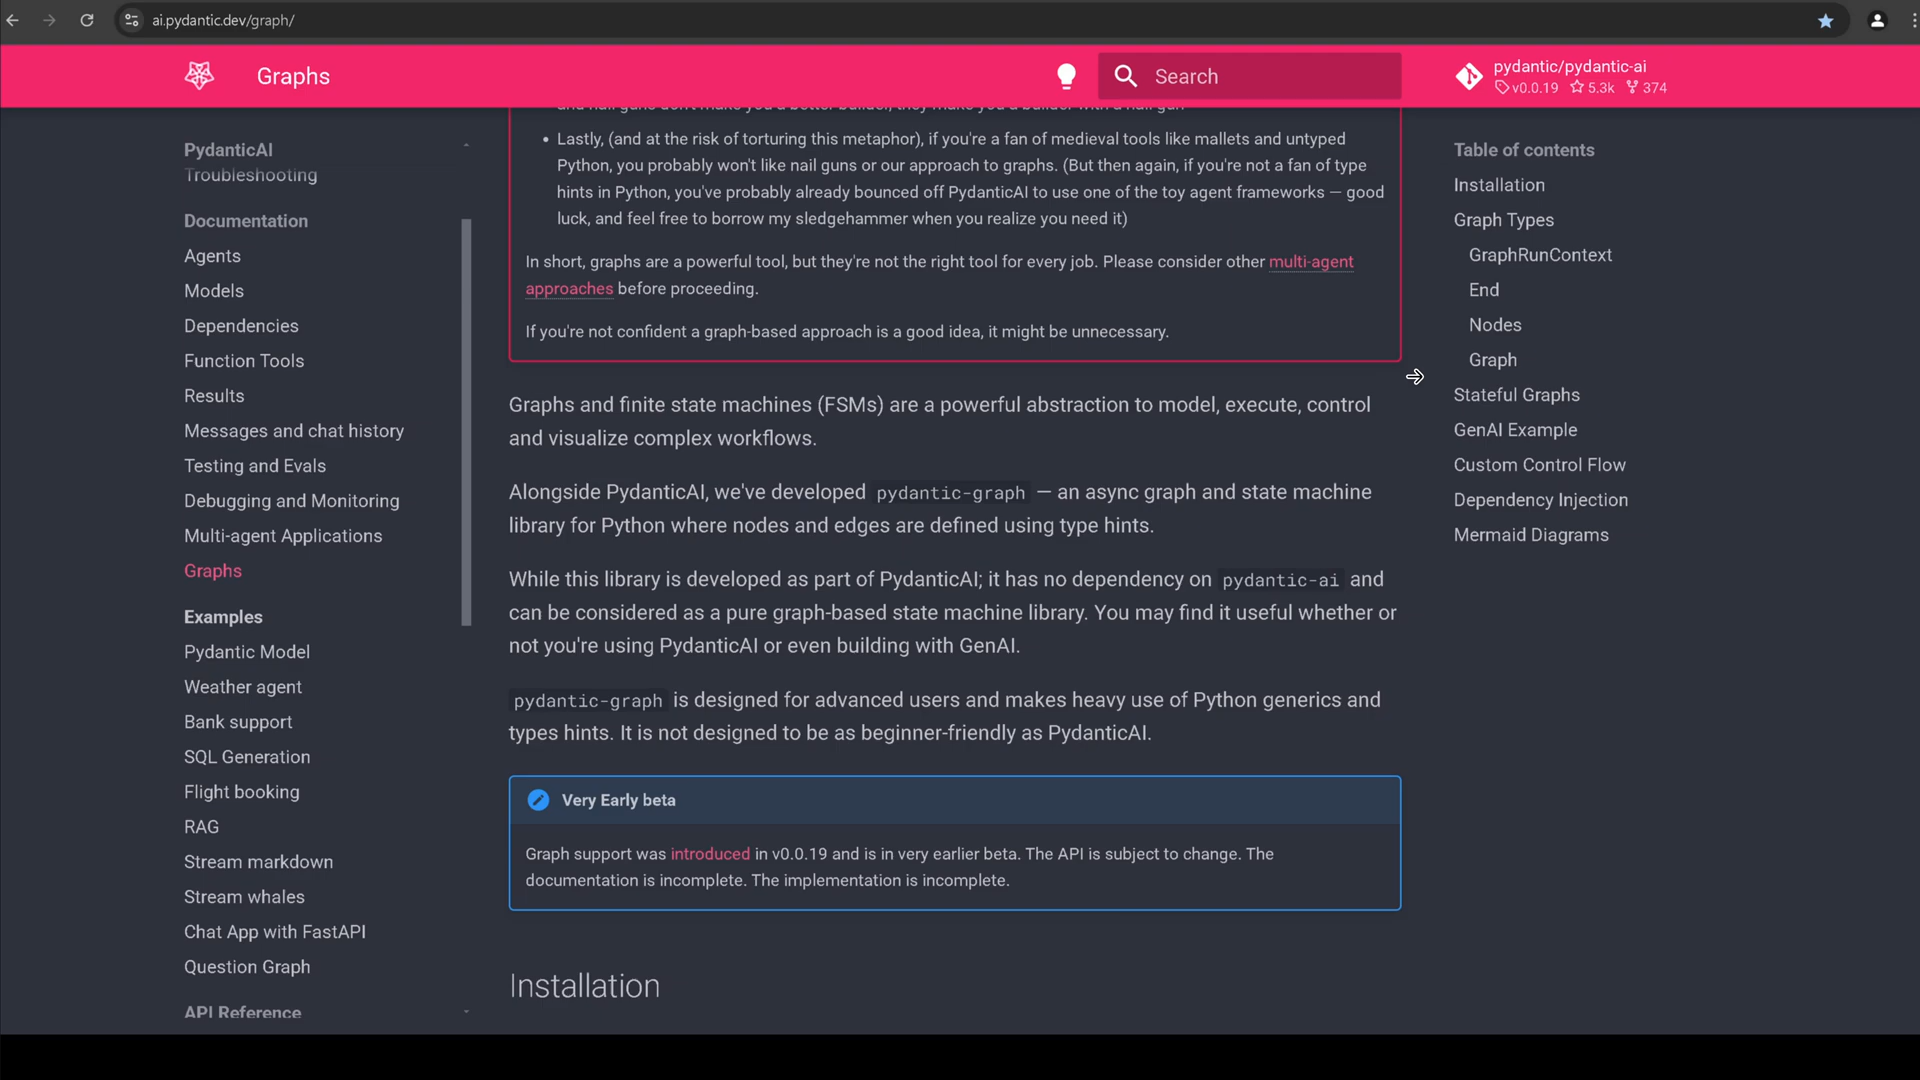 ai.pydantic.dev/graph/
Graphs
Search
pydantic/pydantic-ai
v0.0.19 5.3k 374
PydanticAI
Troubleshooting
Documentation
Agents
Models
Dependencies
Function Tools
Results
Messages and chat history
Testing and Evals
Debugging and Monitoring
Multi-agent Applications
Graphs
Examples
Pydantic Model
Weather agent
Bank support
SQL Generation
Flight booking
RAG
Stream markdown
Stream whales
Chat App with FastAPI
Question Graph
API Reference
and nail guns don't make you a better builder, they make you a builder with a nail gun.
• Lastly, (and at the risk of torturing this metaphor), if you're a fan of medieval tools like mallets and untyped
Python, you probably won't like nail guns or our approach to graphs. (But then again, if you're not a fan of type
hints in Python, you've probably already bounced off PydanticAI to use one of the toy agent frameworks — good
luck, and feel free to borrow my sledgehammer when you realize you need it)
In short, graphs are a powerful tool, but they're not the right tool for every job. Please consider other multi-agent
approaches before proceeding.
If you're not confident a graph-based approach is a good idea, it might be unnecessary.
Graphs and finite state machines (FSMs) are a powerful abstraction to model, execute, control
and visualize complex workflows.
Alongside PydanticAI, we've developed pydantic-graph — an async graph and state machine
library for Python where nodes and edges are defined using type hints.
While this library is developed as part of PydanticAI; it has no dependency on pydantic-ai and
can be considered as a pure graph-based state machine library. You may find it useful whether or
not you're using PydanticAI or even building with GenAI.
pydantic-graph is designed for advanced users and makes heavy use of Python generics and
types hints. It is not designed to be as beginner-friendly as PydanticAI.
Very Early beta
Graph support was introduced in v0.0.19 and is in very earlier beta. The API is subject to change. The
documentation is incomplete. The implementation is incomplete.
Installation
Table of contents
Installation
Graph Types
GraphRunContext
End
Nodes
Graph
Stateful Graphs
GenAI Example
Custom Control Flow
Dependency Injection
Mermaid Diagrams